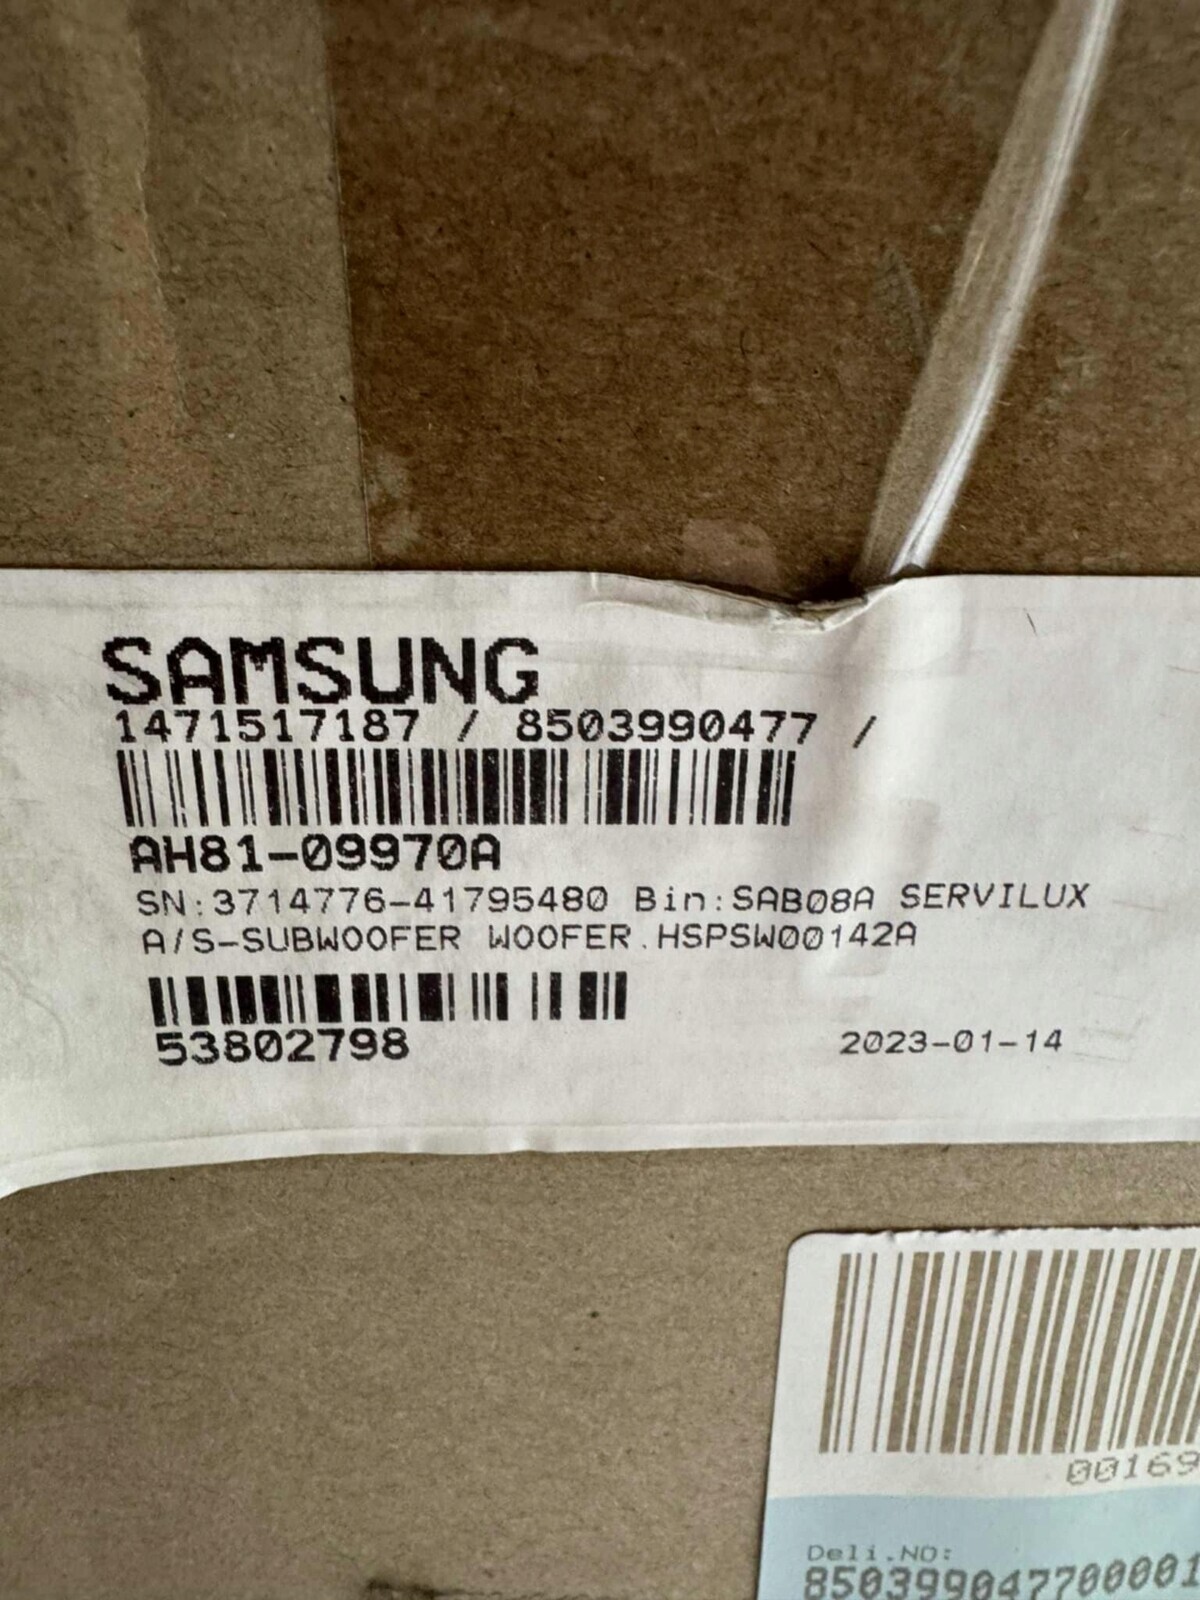 SAMSUNG
1471517187 / 8503990477 /
AH81-09970A
SN:3714776-41795480 Bin:SAB08A SERVILUX
A/S-SUBWOOFER WOOFER.HSPSW00142A
53802798
2023-01-14
00169
Deli.NO:
850399047700001